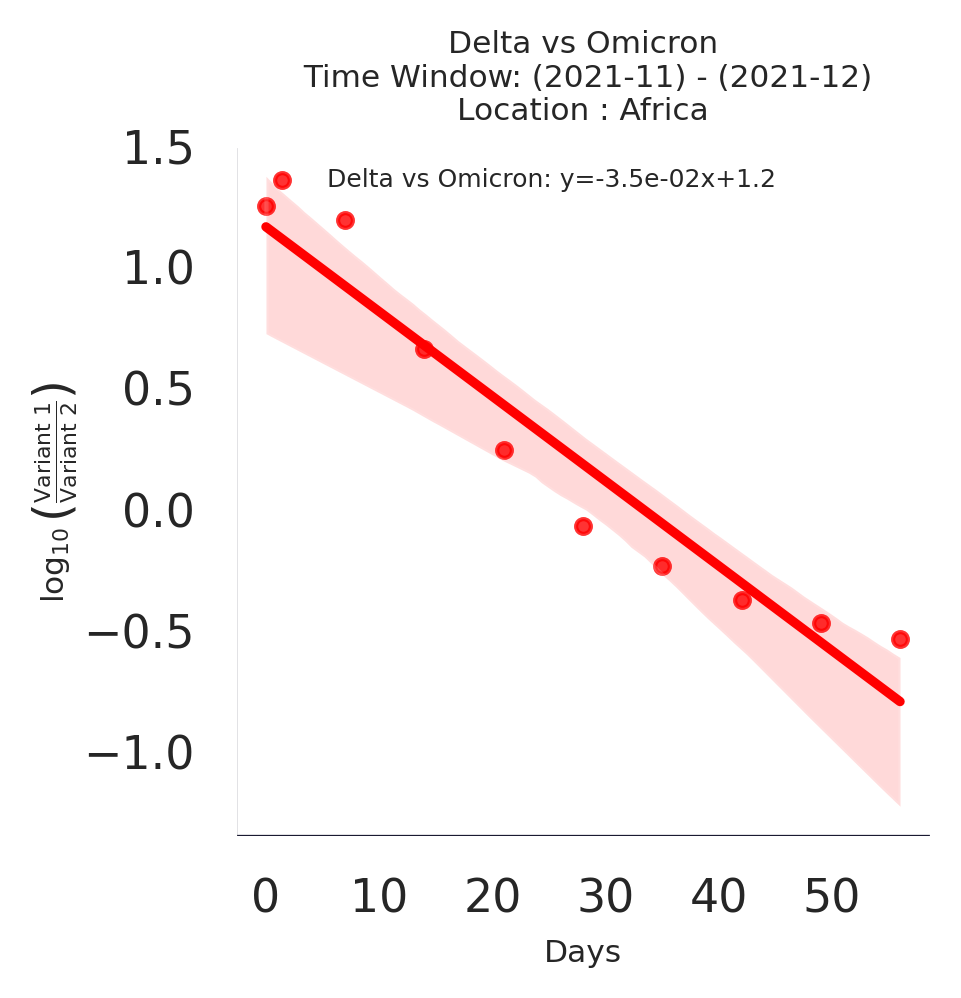 Delta vs Omicron
Time Window: (2021-11) - (2021-12)
Location : Africa
Delta vs Omicron: y=-3.5e-02x+1.2
1.5
1.0
0.5
0.0
−0.5
−1.0
log₁₀ (Variant 1 / Variant 2)
0 10 20 30 40 50
Days